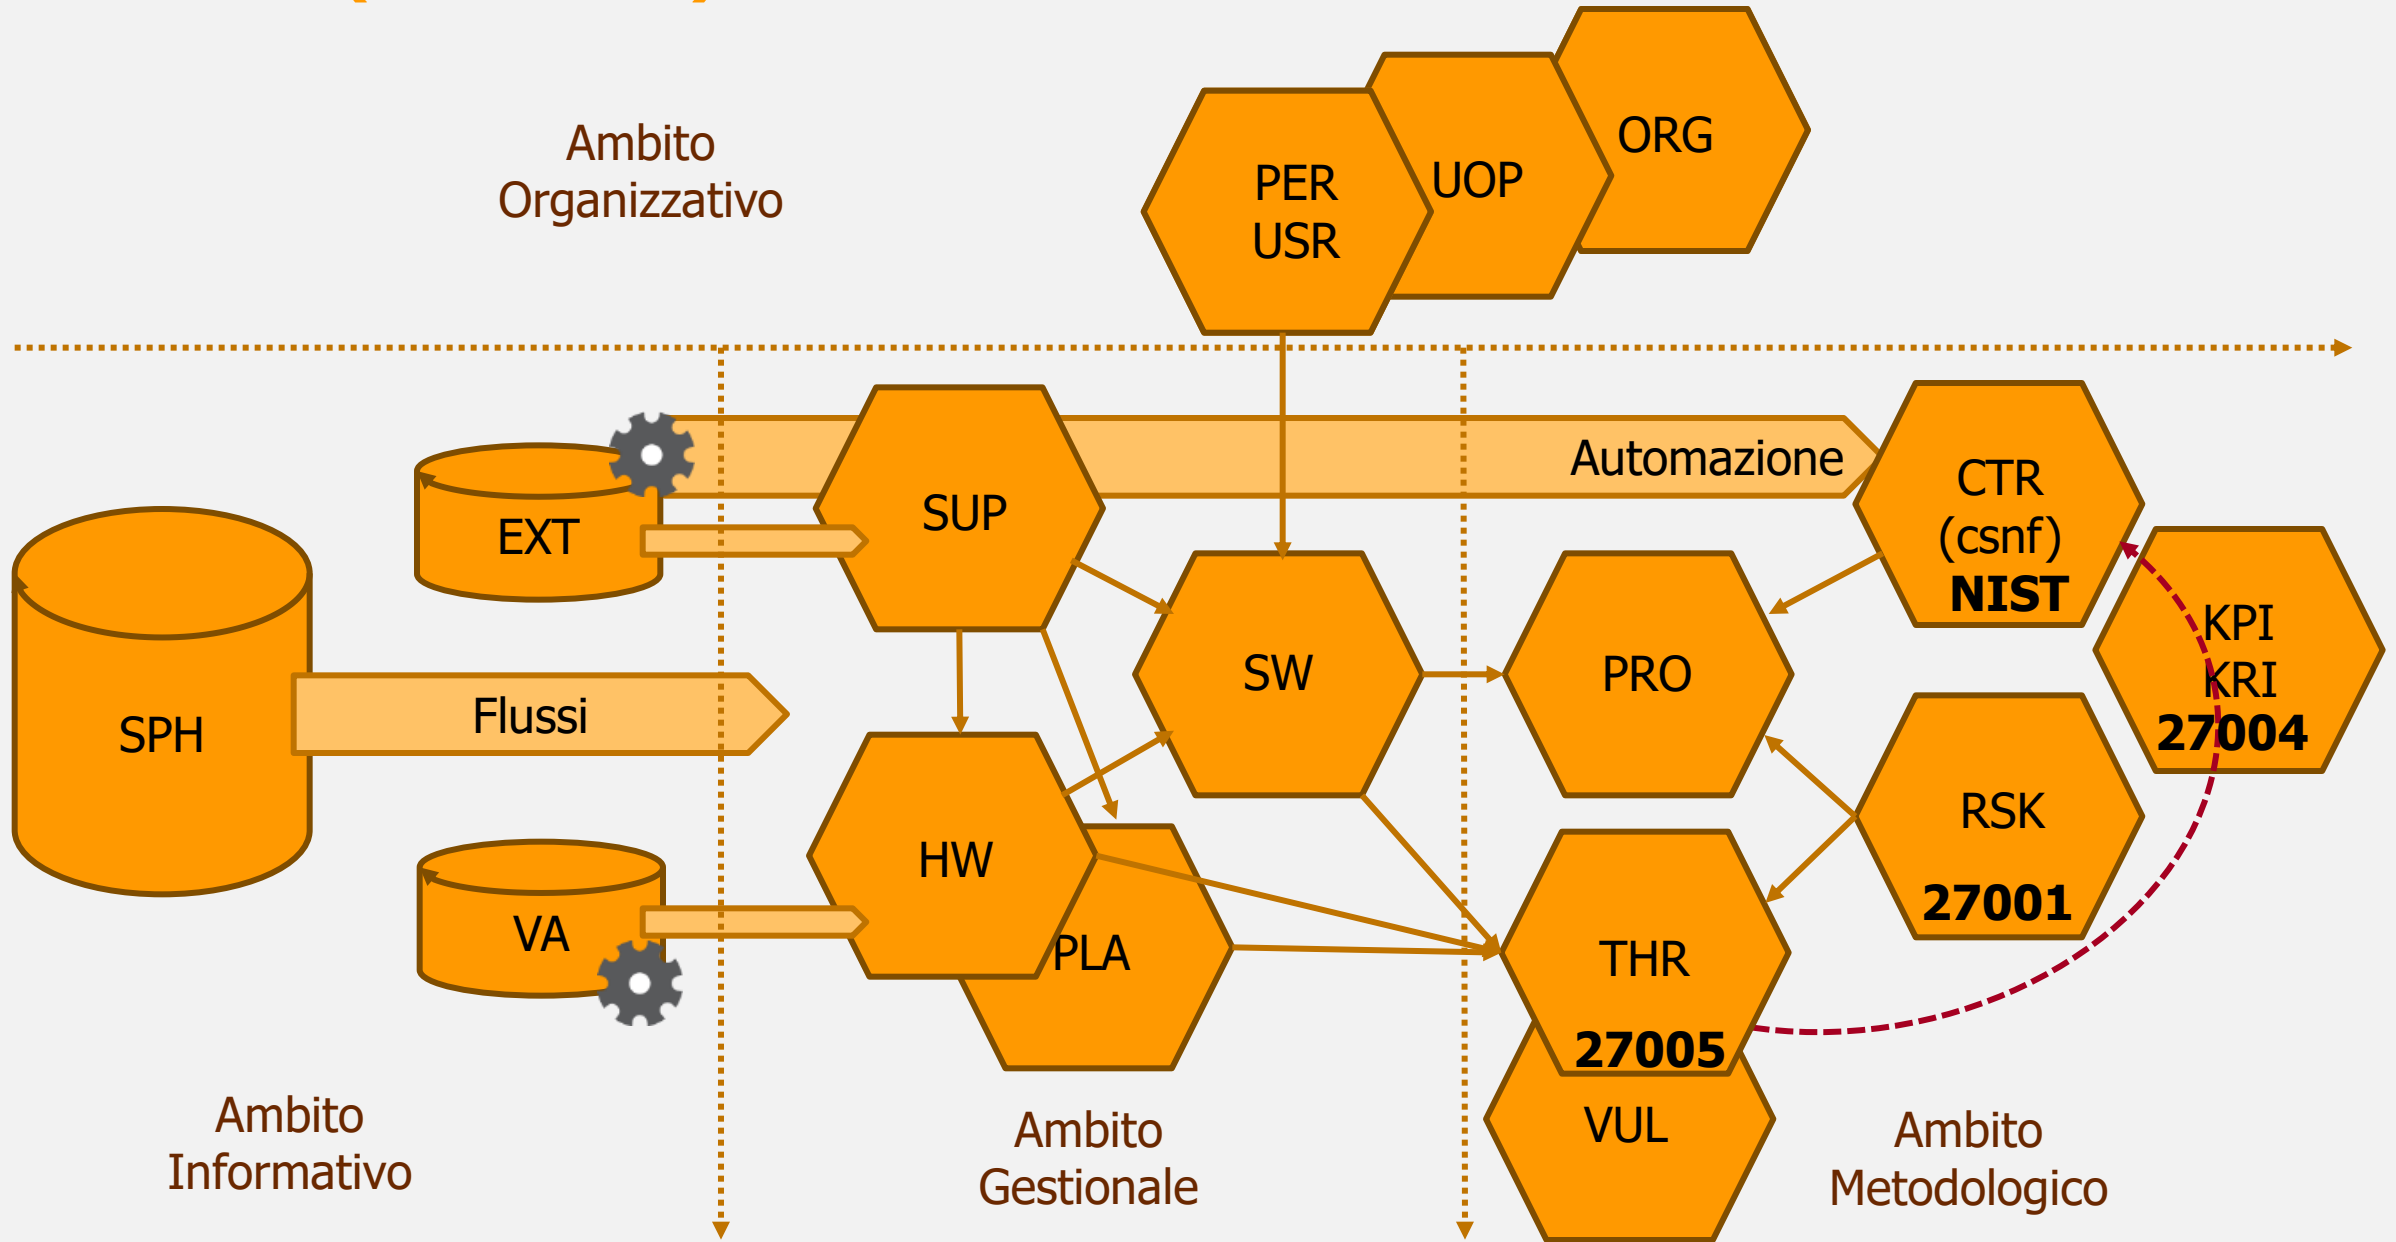 Ambito
Organizzativo
PER
USR
UOP
ORG
Automazione
EXT
SUP
CTR
(csnf)
NIST
KPI
KRI
27004
SPH
Flussi
SW
PRO
RSK
27001
HW
PLA
VA
THR
27005
VUL
Ambito
Informativo
Ambito
Gestionale
Ambito
Metodologico